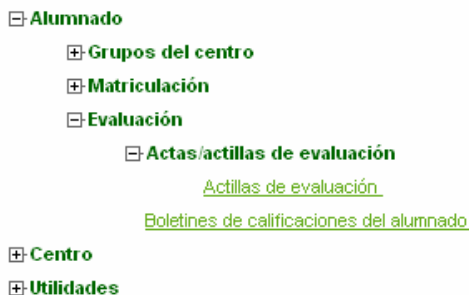 Alumnado
Grupos del centro
Matriculación
Evaluación
Actas/actillas de evaluación
Actillas de evaluación
Boletines de calificaciones del alumnado
Centro
Utilidades